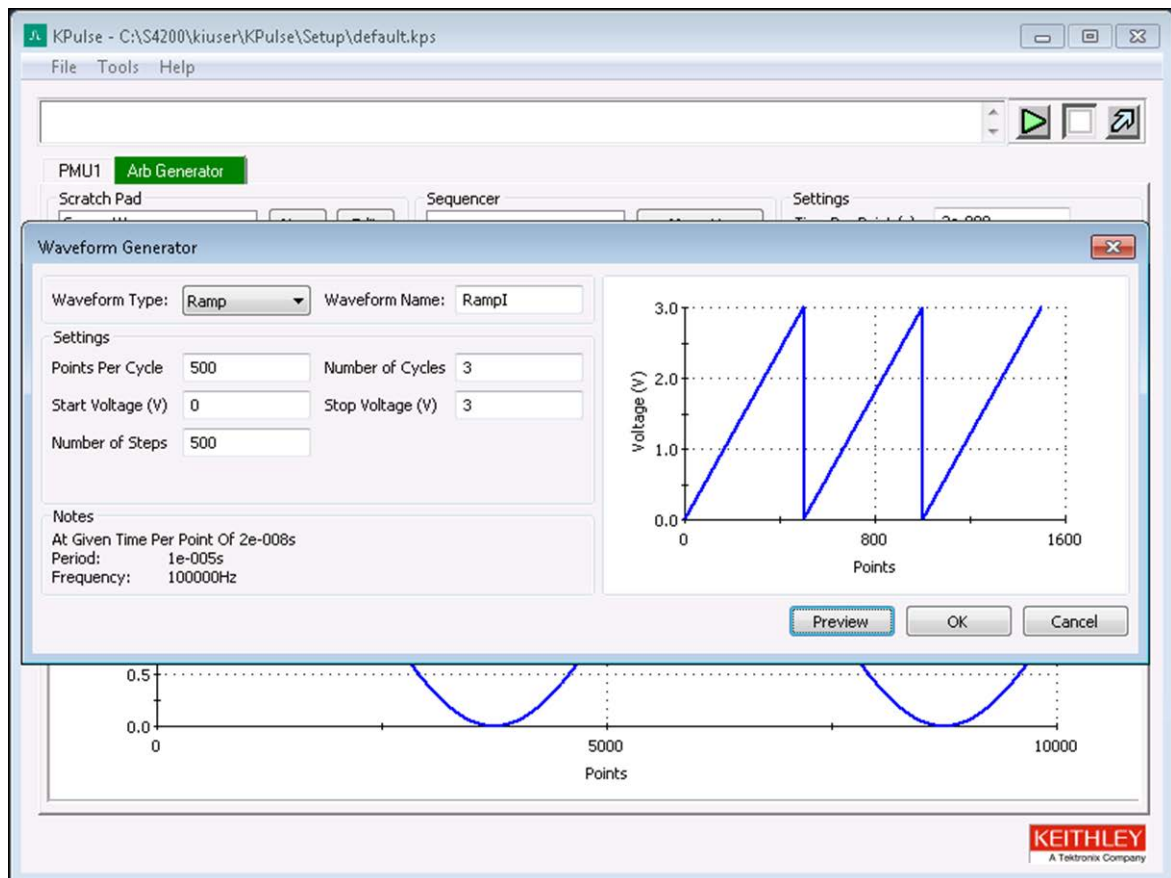 KPulse - C:\S4200\kiuser\KPulse\Setup\default.kps
File Tools Help
PMU1 Arb Generator
Scratch Pad Sequencer Settings
Waveform Generator
Waveform Type: Ramp Waveform Name: RampI
Settings
Points Per Cycle 500 Number of Cycles 3
Start Voltage (V) 0 Stop Voltage (V) 3
Number of Steps 500
Notes
At Given Time Per Point Of 2e-008s
Period: 1e-005s
Frequency: 100000Hz
3.0
2.0
1.0
0.0
Voltage (V)
0 800 1600
Points
Preview OK Cancel
0.5
0.0
0 5000 10000
Points
KEITHLEY
A Tektronix Company